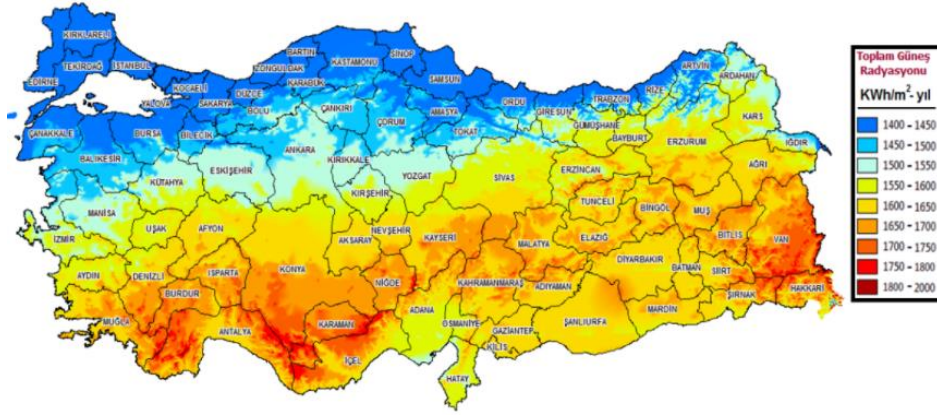 KIRKLARELİ
EDİRNE
TEKİRDAĞ
İSTANBUL
YALOVA
KOCAELİ
SAKARYA
DÜZCE
ZONGULDAK
BARTIN
KARABÜK
KASTAMONU
SİNOP
SAMSUN
ORDU
GİRESUN
TRABZON
RİZE
ARTVİN
ARDAHAN
ÇANAKKALE
BALIKESİR
BURSA
BİLECİK
BOLU
ÇANKIRI
ÇORUM
AMASYA
TOKAT
GÜMÜŞHANE
BAYBURT
ERZURUM
KARS
IĞDIR
AĞRI
KÜTAHYA
ESKİŞEHİR
ANKARA
KIRIKKALE
KIRŞEHİR
YOZGAT
SİVAS
ERZİNCAN
TUNCELİ
BİNGÖL
MUŞ
MANİSA
İZMİR
UŞAK
AFYON
AKSARAY
NEVŞEHİR
KAYSERİ
MALATYA
ELAZIĞ
BİTLİS
VAN
AYDIN
DENİZLİ
ISPARTA
BURDUR
KONYA
NİĞDE
KAHRAMANMARAŞ
ADIYAMAN
DİYARBAKIR
BATMAN
SİİRT
ŞIRNAK
HAKKARİ
MUĞLA
ANTALYA
KARAMAN
İÇEL
ADANA
OSMANİYE
GAZİANTEP
KİLİS
ŞANLIURFA
MARDİN
HATAY
Toplam Güneş
Radyasyonu
KWh/m²- yıl
1400 - 1450
1450 - 1500
1500 - 1550
1550 - 1600
1600 - 1650
1650 - 1700
1700 - 1750
1750 - 1800
1800 - 2000